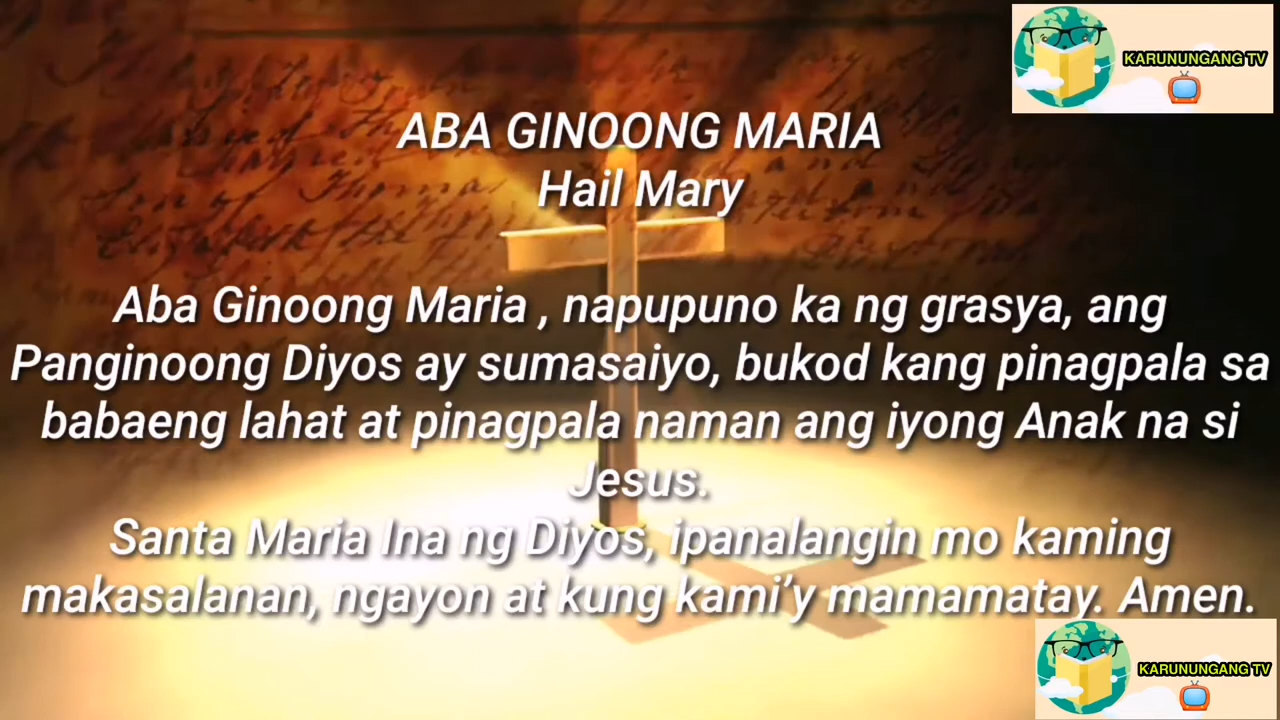 KARUNUNGANG TV
ABA GINOONG MARIA
Hail Mary
Aba Ginoong Maria , napupuno ka ng grasya, ang
Panginoong Diyos ay sumasaiyo, bukod kang pinagpala sa
babaeng lahat at pinagpala naman ang iyong Anak na si
Jesus.
Santa Maria Ina ng Diyos, ipanalangin mo kaming
makasalanan, ngayon at kung kami’y mamamatay. Amen.
KARUNUNGANG TV